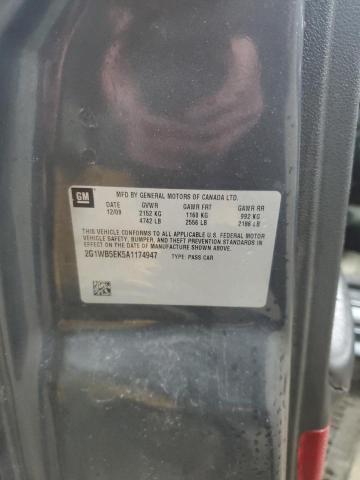 GM
MFD BY GENERAL MOTORS OF CANADA LTD.
DATE GVWR GAWR FRT GAWR RR
12/09 2152 KG 1160 KG 992 KG
4742 LB 2556 LB 2186 LB
THIS VEHICLE CONFORMS TO ALL APPLICABLE U.S. FEDERAL MOTOR
VEHICLE SAFETY, BUMPER, AND THEFT PREVENTION STANDARDS IN
EFFECT ON THE DATE OF MANUFACTURE SHOWN ABOVE.
2G1WB5EK5A1174947 TYPE: PASS CAR